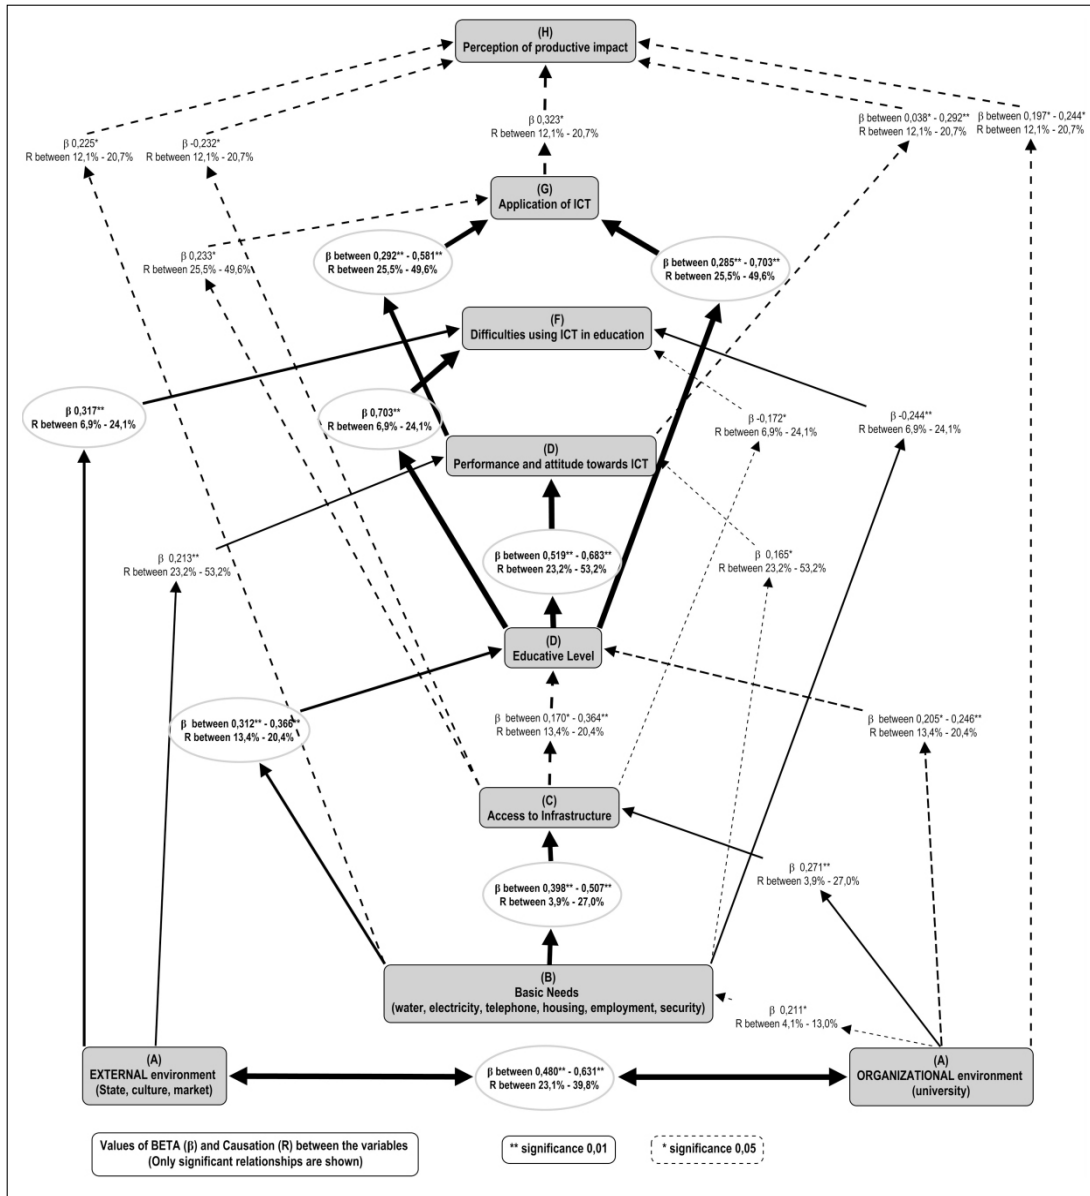 (H)
Perception of productive impact
β 0,225*
R between 12,1% - 20,7%
β -0,232*
R between 12,1% - 20,7%
β 0,323*
R between 12,1% - 20,7%
β between 0,038* - 0,292**
R between 12,1% - 20,7%
β between 0,197* - 0,244*
R between 12,1% - 20,7%
(G)
Application of ICT
β 0,233*
R between 25,5% - 49,6%
β between 0,292** - 0,581**
R between 25,5% - 49,6%
β between 0,285** - 0,703**
R between 25,5% - 49,6%
(F)
Difficulties using ICT in education
β 0,317**
R between 6,9% - 24,1%
β 0,703**
R between 6,9% - 24,1%
β -0,172*
R between 6,9% - 24,1%
β -0,244**
R between 6,9% - 24,1%
(D)
Performance and attitude towards ICT
β 0,213**
R between 23,2% - 53,2%
β between 0,519** - 0,683**
R between 23,2% - 53,2%
β 0,165*
R between 23,2% - 53,2%
(D)
Educative Level
β between 0,312** - 0,366**
R between 13,4% - 20,4%
β between 0,170* - 0,364**
R between 13,4% - 20,4%
β between 0,205* - 0,246**
R between 13,4% - 20,4%
(C)
Access to Infrastructure
β between 0,398** - 0,507**
R between 3,9% - 27,0%
β 0,271**
R between 3,9% - 27,0%
(B)
Basic Needs
(water, electricity, telephone, housing, employment, security)
β 0,211*
R between 4,1% - 13,0%
(A)
EXTERNAL environment
(State, culture, market)
β between 0,480** - 0,631**
R between 23,1% - 39,8%
(A)
ORGANIZATIONAL environment
(university)
Values of BETA (β) and Causation (R) between the variables
(Only significant relationships are shown)
** significance 0,01
* significance 0,05